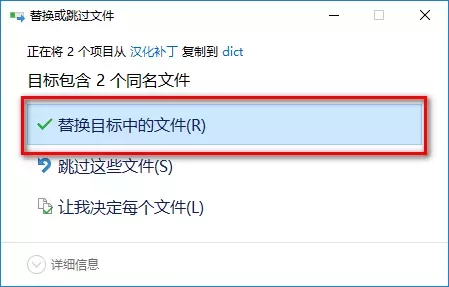 替换或跳过文件
正在将 2 个项目从 汉化补丁 复制到 dict
目标包含 2 个同名文件
替换目标中的文件(R)
跳过这些文件(S)
让我决定每个文件(L)
详细信息